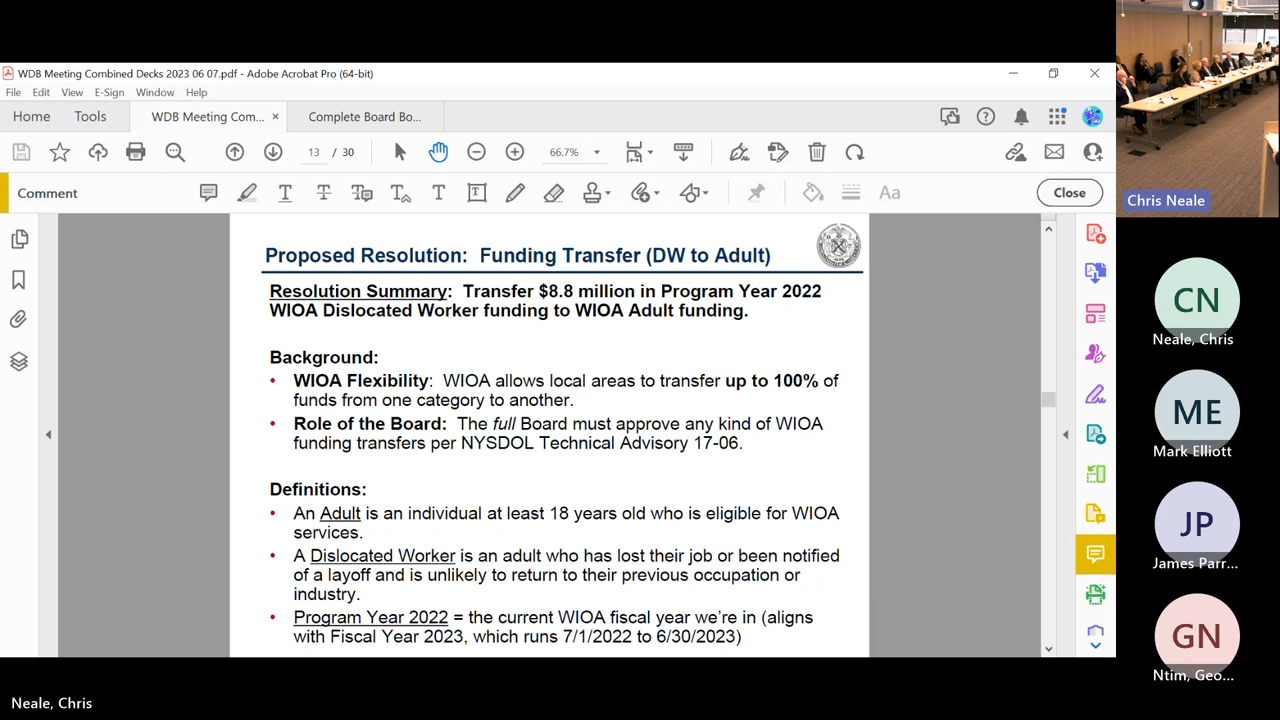 WDB Meeting Combined Decks 2023 06 07.pdf - Adobe Acrobat Pro (64-bit)
File Edit View E-Sign Window Help
Home Tools WDB Meeting Com... × Complete Board Bo...
13 / 30 66.7%
Comment Aa Close
Proposed Resolution: Funding Transfer (DW to Adult)
Resolution Summary: Transfer $8.8 million in Program Year 2022
WIOA Dislocated Worker funding to WIOA Adult funding.
Background:
• WIOA Flexibility: WIOA allows local areas to transfer up to 100% of
funds from one category to another.
• Role of the Board: The full Board must approve any kind of WIOA
funding transfers per NYSDOL Technical Advisory 17-06.
Definitions:
• An Adult is an individual at least 18 years old who is eligible for WIOA
services.
• A Dislocated Worker is an adult who has lost their job or been notified
of a layoff and is unlikely to return to their previous occupation or
industry.
• Program Year 2022 = the current WIOA fiscal year we're in (aligns
with Fiscal Year 2023, which runs 7/1/2022 to 6/30/2023)
Chris Neale
CN
Neale, Chris
ME
Mark Elliott
JP
James Parr...
GN
Ntim, Geo...
Neale, Chris